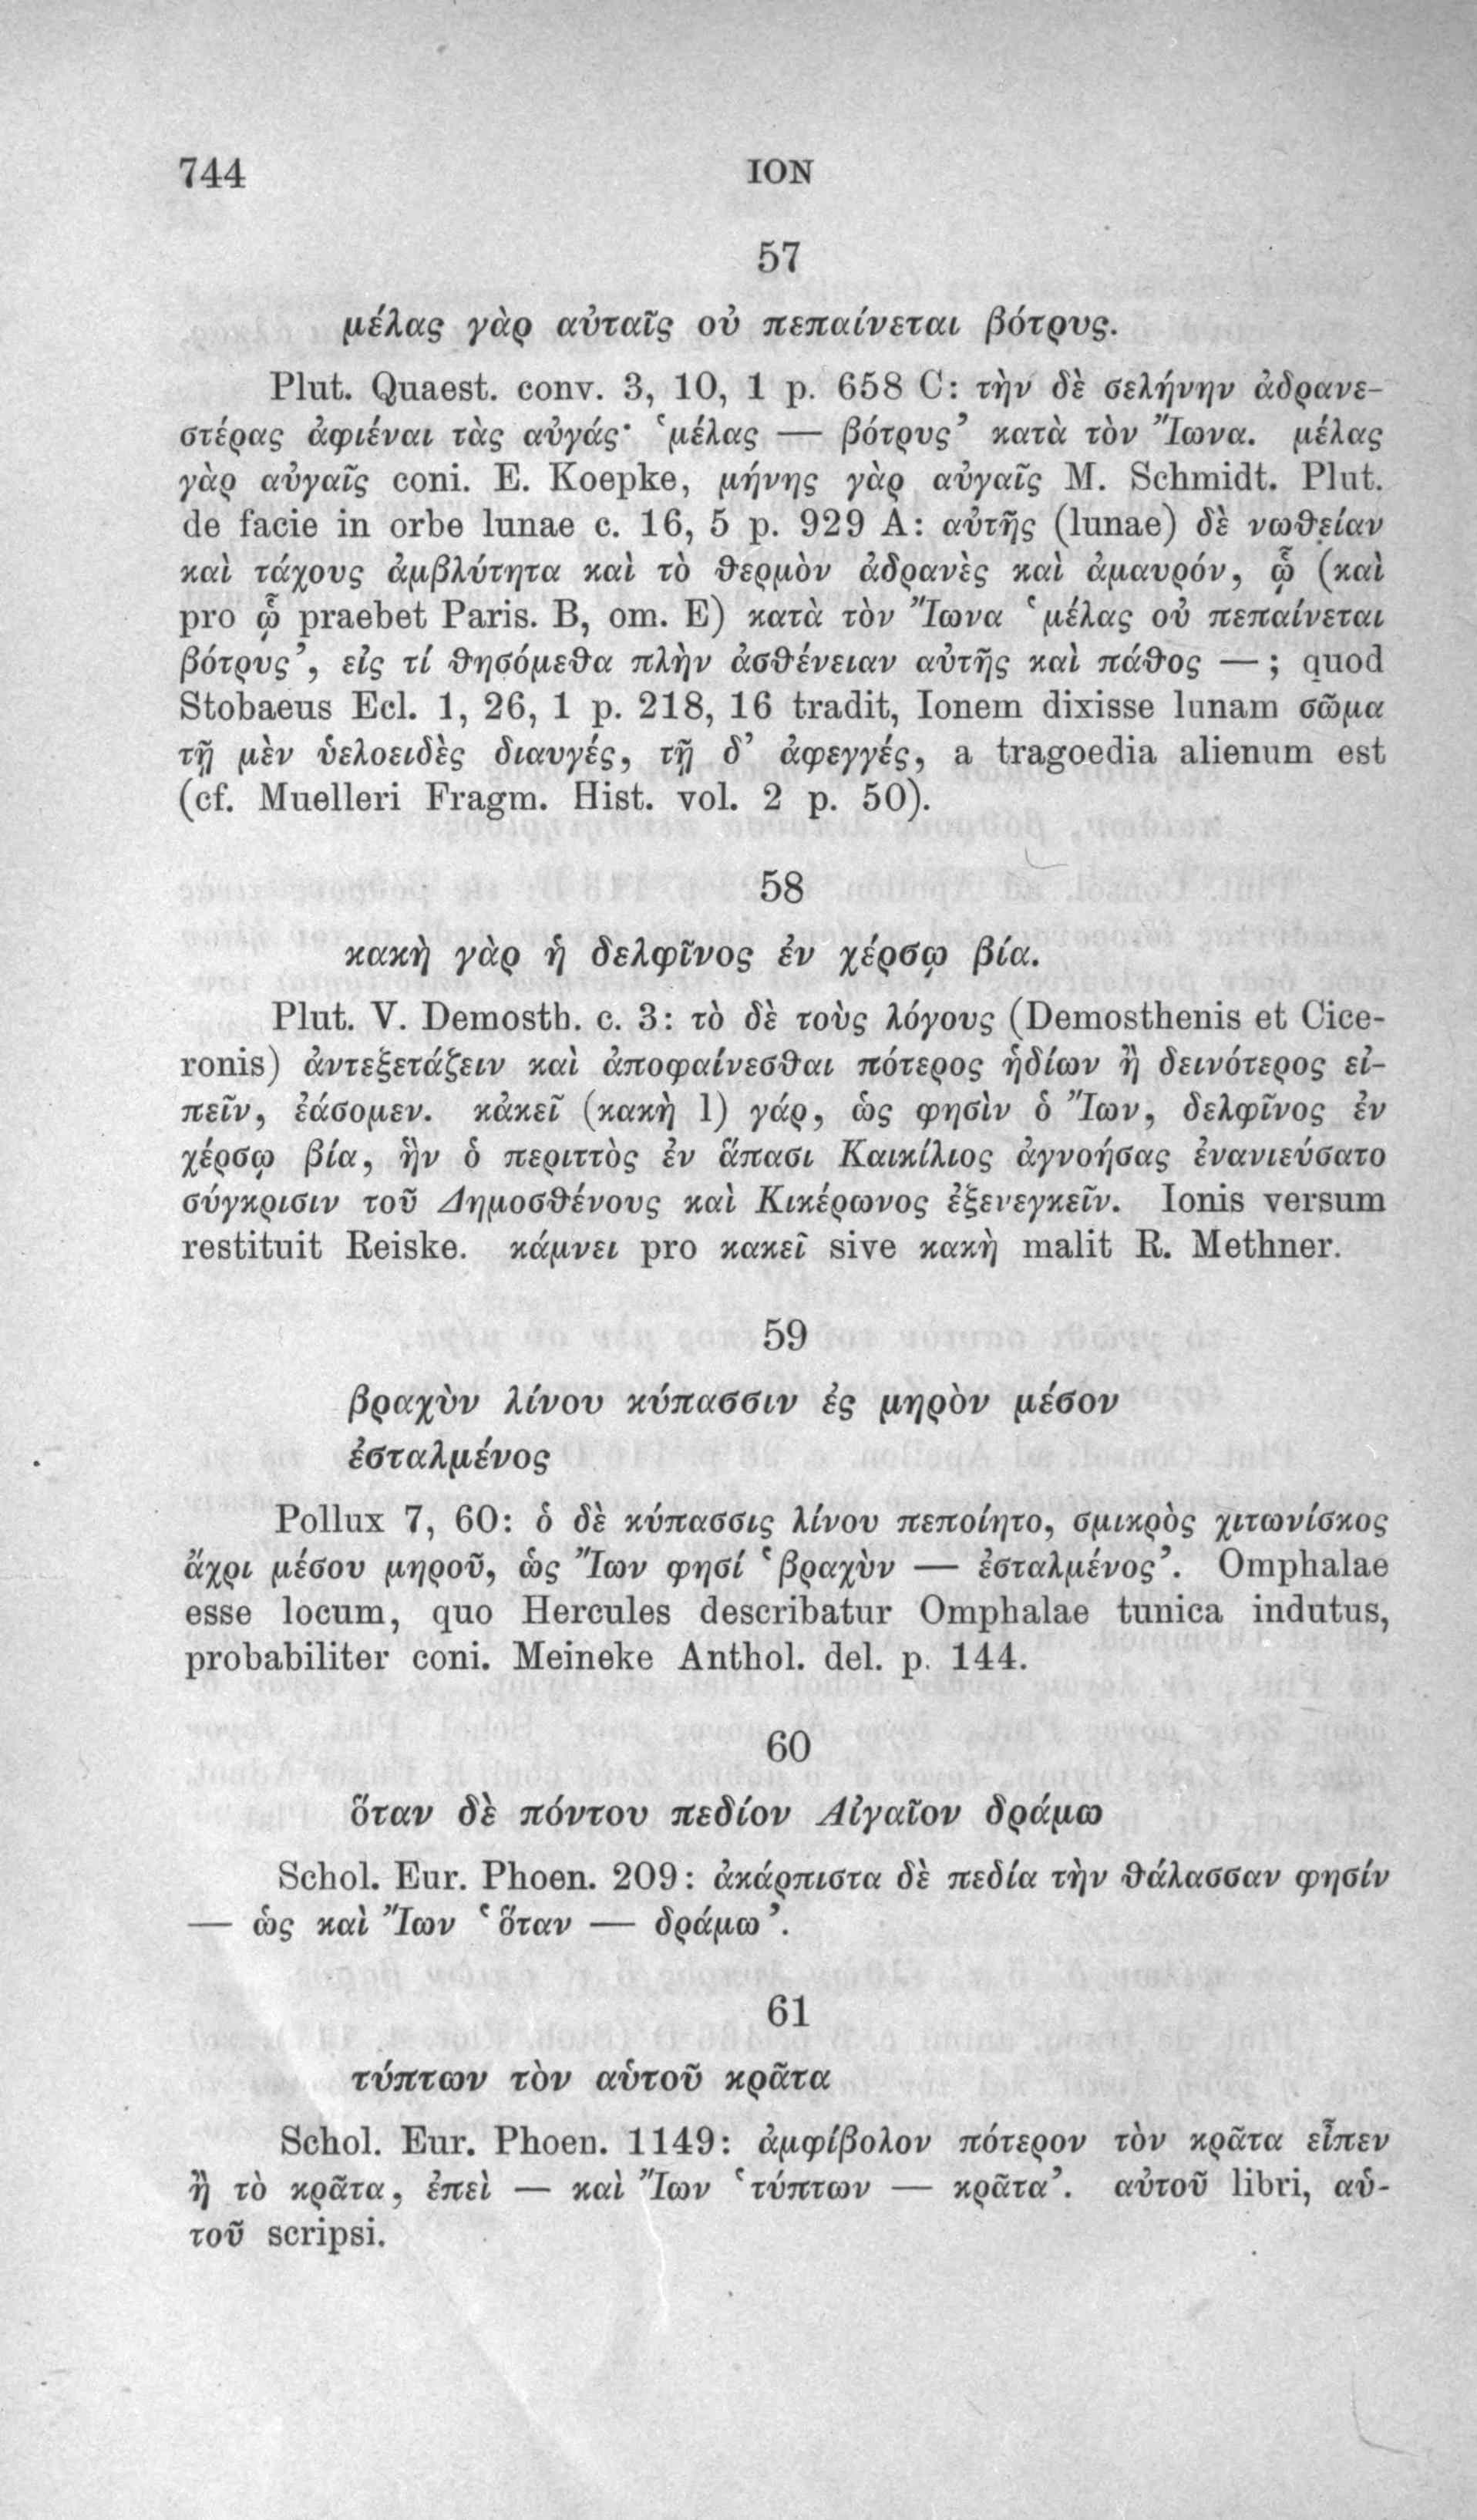 744
ION
57
μέλας γὰρ αὐταῖς οὐ πεπαίνεται βότρυς.
Plut. Quaest. conv. 3, 10, 1 p. 658 C: τὴν δὲ σελήνην ἀδρανε-
στέρας ἀφιέναι τὰς αὐγάς· ‛μέλας — βότρυς’ κατὰ τὸν Ἴωνα. μέλας
γὰρ αὐγαῖς coni. E. Koepke, μήνης γὰρ αὐγαῖς M. Schmidt. Plut.
de facie in orbe lunae c. 16, 5 p. 929 A: αὐτῆς (lunae) δὲ νωθείαν
καὶ τάχους ἀμβλύτητα καὶ τὸ θερμὸν ἀδρανὲς καὶ ἀμαυρόν, ᾧ (καὶ
pro ᾧ praebet Paris. B, om. E) κατὰ τὸν Ἴωνα ‛μέλας οὐ πεπαίνεται
βότρυς’, εἰς τί θησόμεθα πλὴν ἀσθένειαν αὐτῆς καὶ πάθος —; quod
Stobaeus Ecl. 1, 26, 1 p. 218, 16 tradit, Ionem dixisse lunam σῶμα
τῇ μὲν ὑελοειδὲς διαυγές, τῇ δ’ ἀφεγγές, a tragoedia alienum est
(cf. Muelleri Fragm. Hist. vol. 2 p. 50).
58
κακὴ γὰρ ἡ δελφῖνος ἐν χέρσῳ βία.
Plut. V. Demosth. c. 3: τὸ δὲ τοὺς λόγους (Demosthenis et Cice-
ronis) ἀντεξετάζειν καὶ ἀποφαίνεσθαι πότερος ἡδίων ἢ δεινότερος εἰ-
πεῖν, ἐάσομεν. κἀκεῖ (κακὴ l) γάρ, ὥς φησὶν ὁ Ἴων, δελφῖνος ἐν
χέρσῳ βία, ἣν ὁ περιττὸς ἐν ἅπασι Καικίλιος ἀγνοήσας ἐνανιεύσατο
σύγκρισιν τοῦ Δημοσθένους καὶ Κικέρωνος ἐξενεγκεῖν. Ionis versum
restituit Reiske. κάμνει pro κακεῖ sive κακὴ malit R. Methner.
59
βραχὺν λίνου κύπασσιν ἐς μηρὸν μέσον
ἐσταλμένος
Pollux 7, 60: ὁ δὲ κύπασσις λίνου πεποίητο, σμικρὸς χιτωνίσκος
ἄχρι μέσου μηροῦ, ὡς Ἴων φησί ‛βραχὺν — ἐσταλμένος’. Omphalae
esse locum, quo Hercules describatur Omphalae tunica indutus,
probabiliter coni. Meineke Anthol. del. p. 144.
60
ὅταν δὲ πόντου πεδίον Αἰγαῖον δράμω
Schol. Eur. Phoen. 209: ἀκάρπιστα δὲ πεδία τὴν θάλασσαν φησίν
— ὡς καὶ Ἴων ‛ὅταν — δράμω’.
61
τύπτων τὸν αὑτοῦ κρᾶτα
Schol. Eur. Phoen. 1149: ἀμφίβολον πότερον τὸν κρᾶτα εἶπεν
ἢ τὸ κρᾶτα, ἐπεὶ — καὶ Ἴων ‛τύπτων — κρᾶτα’. αὐτοῦ libri, αὑ-
τοῦ scripsi.